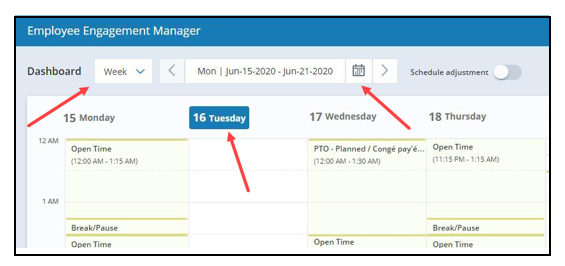 Employee Engagement Manager
Dashboard Week Mon | Jun-15-2020 - Jun-21-2020 Schedule adjustment
15 Monday 16 Tuesday 17 Wednesday 18 Thursday
12 AM
Open Time PTO - Planned / Congé pay'é... Open Time
(12:00 AM - 1:15 AM) (12:00 AM - 1:30 AM) (11:15 PM - 1:15 AM)
1 AM
Break/Pause Break/Pause
Open Time Open Time Open Time